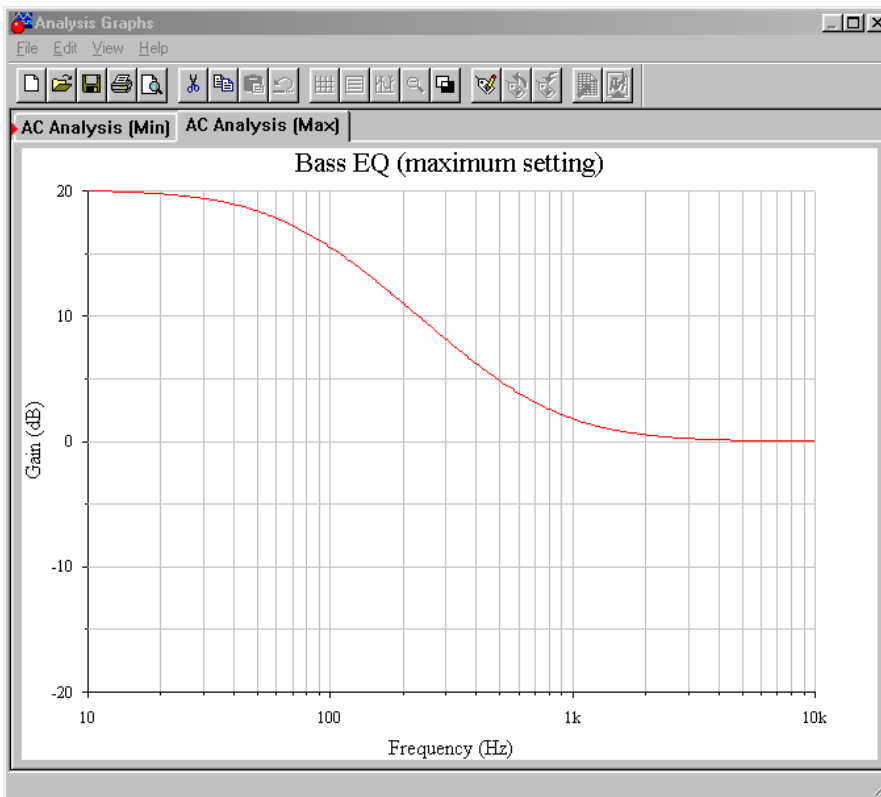 Analysis Graphs
File Edit View Help
AC Analysis (Min) AC Analysis (Max)
Bass EQ (maximum setting)
20
10
0
-10
-20
Gain (dB)
10 100 1k 10k
Frequency (Hz)